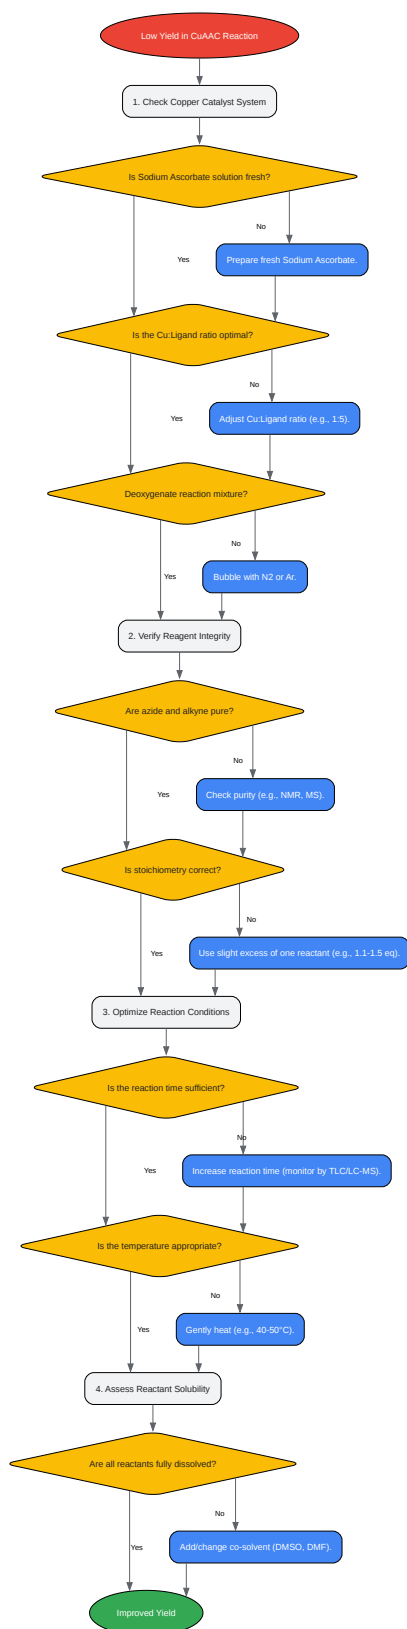 Low Yield in CuAAC Reaction
1. Check Copper Catalyst System
Is Sodium Ascorbate solution fresh?
No
Yes
Prepare fresh Sodium Ascorbate.
Is the Cu:Ligand ratio optimal?
No
Yes
Adjust Cu:Ligand ratio (e.g., 1:5).
Deoxygenate reaction mixture?
No
Yes
Bubble with N2 or Ar.
2. Verify Reagent Integrity
Are azide and alkyne pure?
No
Yes
Check purity (e.g., NMR, MS).
Is stoichiometry correct?
No
Yes
Use slight excess of one reactant (e.g., 1.1-1.5 eq).
3. Optimize Reaction Conditions
Is the reaction time sufficient?
No
Yes
Increase reaction time (monitor by TLC/LC-MS).
Is the temperature appropriate?
No
Yes
Gently heat (e.g., 40-50°C).
4. Assess Reactant Solubility
Are all reactants fully dissolved?
No
Yes
Add/change co-solvent (DMSO, DMF).
Improved Yield